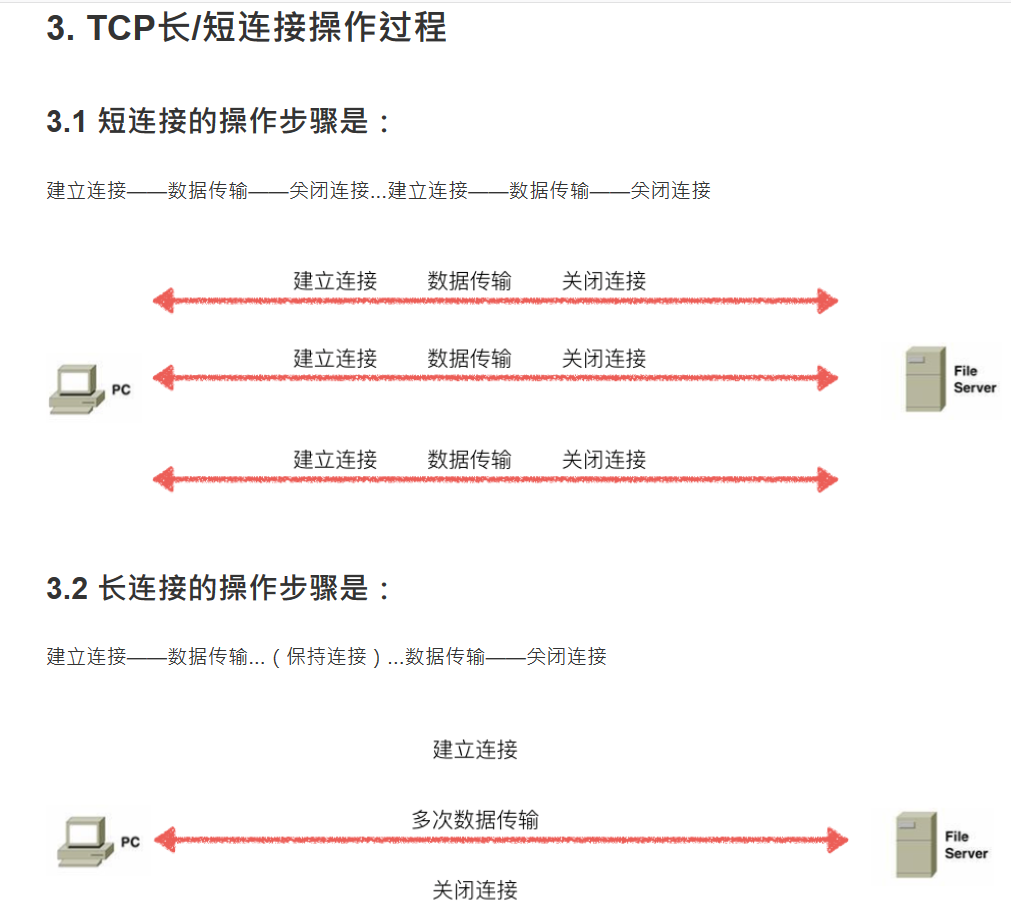 3. TCP长/短连接操作过程
3.1 短连接的操作步骤是：
建立连接——数据传输——关闭连接...建立连接——数据传输——关闭连接
建立连接 数据传输 关闭连接
建立连接 数据传输 关闭连接
PC
File
Server
建立连接 数据传输 关闭连接
3.2 长连接的操作步骤是：
建立连接——数据传输...（保持连接）...数据传输——关闭连接
建立连接
多次数据传输
PC
File
Server
关闭连接